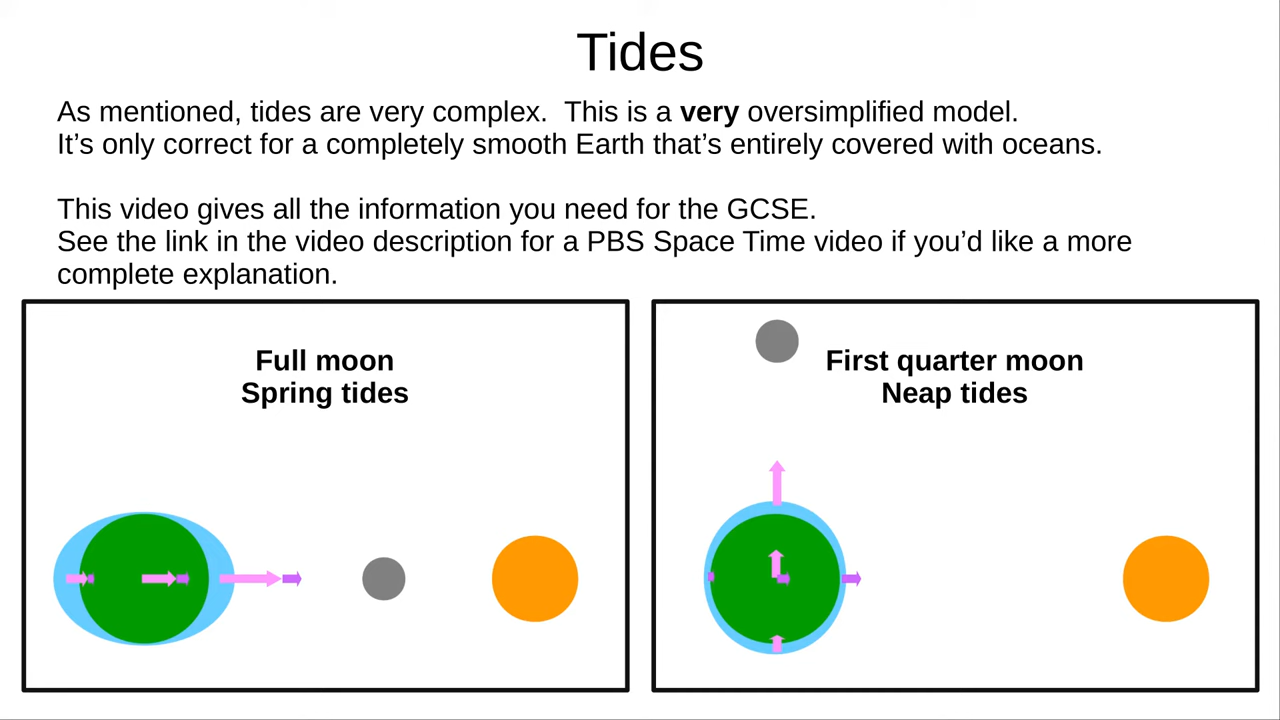 Tides
As mentioned, tides are very complex.  This is a very oversimplified model.
It’s only correct for a completely smooth Earth that’s entirely covered with oceans.
This video gives all the information you need for the GCSE.
See the link in the video description for a PBS Space Time video if you’d like a more
complete explanation.
Full moon
Spring tides
First quarter moon
Neap tides